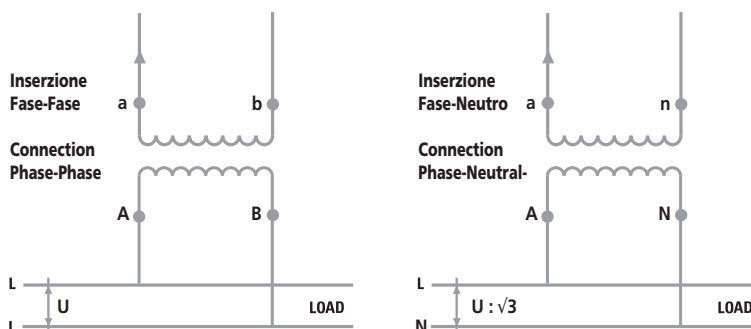 Inserzione
Fase-Fase
a
b
Connection
Phase-Phase
A
B
L
U
LOAD
L
Inserzione
Fase-Neutro
a
n
Connection
Phase-Neutral-
A
N
L
U : √3
LOAD
N